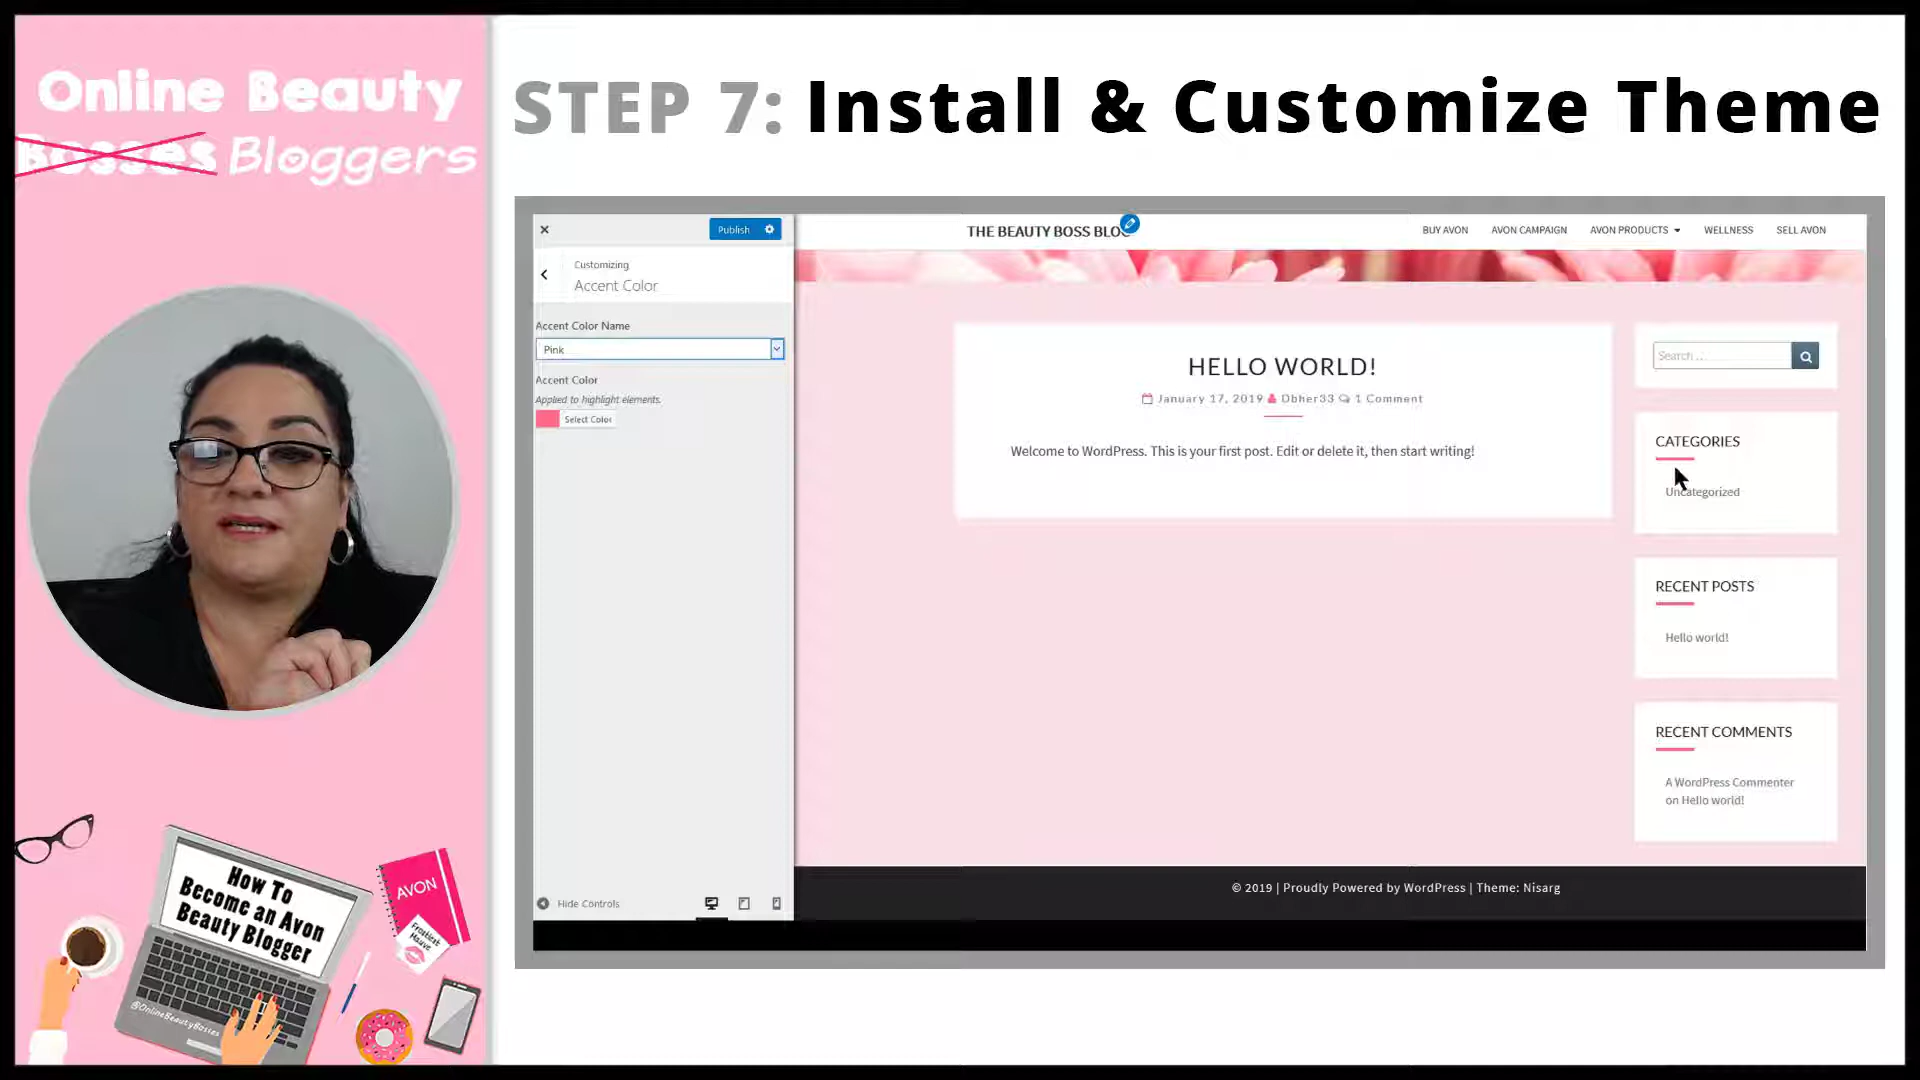 Online Beauty
Bosses Bloggers
STEP 7: Install & Customize Theme
Publish
Customizing
Accent Color
Accent Color Name
Pink
Accent Color
Applied to highlight elements.
Select Color
Hide Controls
THE BEAUTY BOSS BLO
BUY AVON
AVON CAMPAIGN
AVON PRODUCTS
WELLNESS
SELL AVON
HELLO WORLD!
January 17, 2019 Dbher33 1 Comment
Welcome to WordPress. This is your first post. Edit or delete it, then start writing!
Search …
CATEGORIES
Uncategorized
RECENT POSTS
Hello world!
RECENT COMMENTS
A WordPress Commenter
on Hello world!
© 2019 | Proudly Powered by WordPress | Theme: Nisarg
How To
Become an Avon
Beauty Blogger
@OnlineBeautyBosses
AVON
Frostiest
Mauve